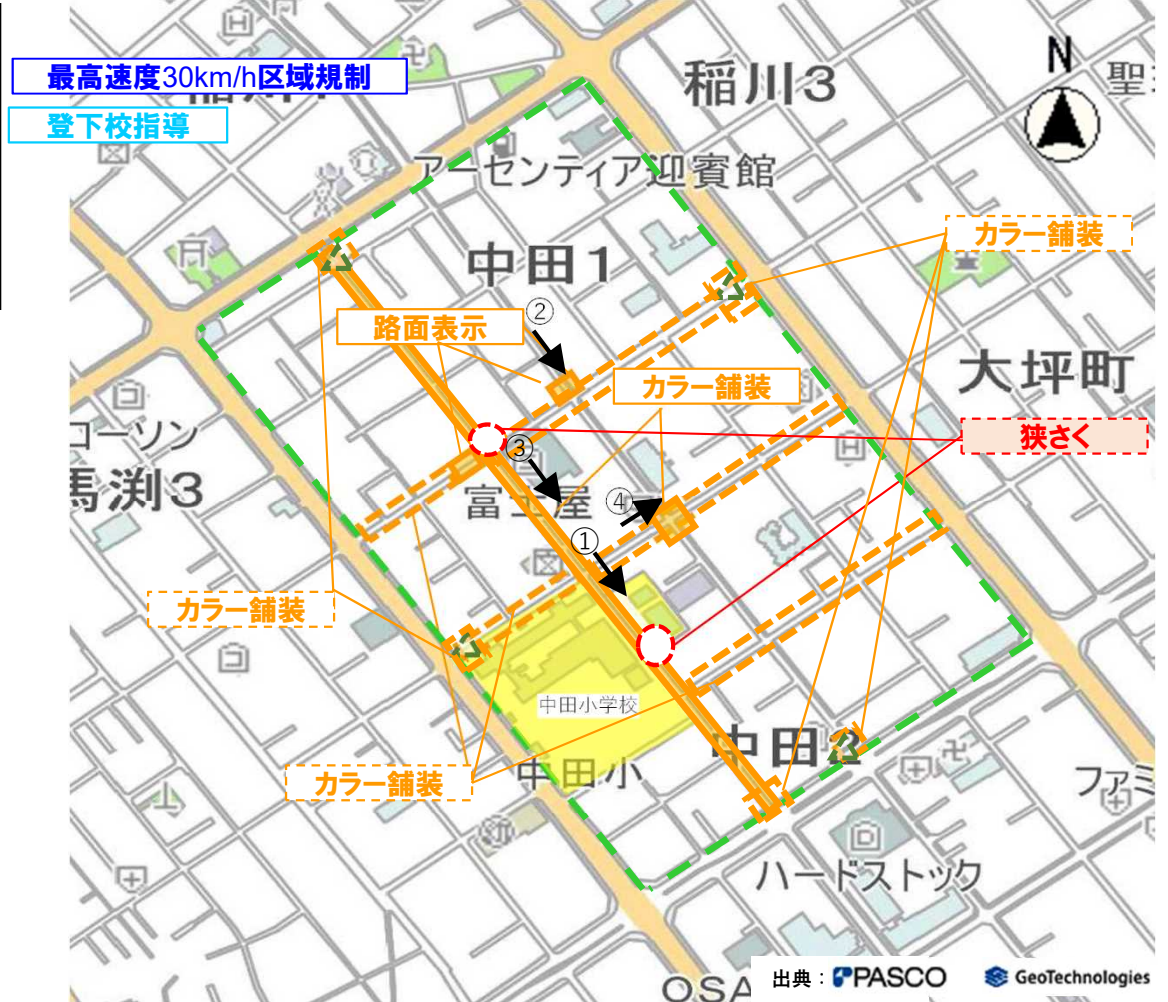 最高速度30km/h区域規制
登下校指導
稲川3
N
アーセンティア迎賓館
カラー舗装
中田1
②
路面表示
カラー舗装
大坪町
狭さく
ローソン
③
馬渕3
富士屋
④
①
カラー舗装
中田小学校
中田2
カラー舗装
中田小
ファミ
ハードストック
OSA
出典:PASCO GeoTechnologies